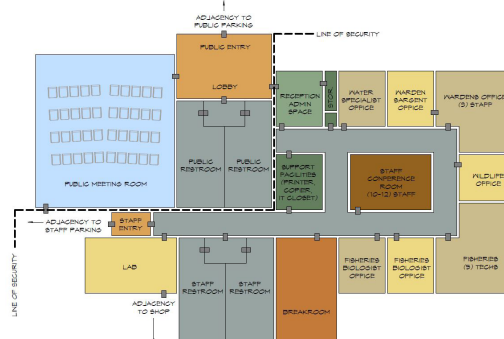 ADJACENCY TO
PUBLIC PARKING
LINE OF SECURITY
PUBLIC ENTRY
LOBBY
RECEPTION
ADMIN
SPACE
STOR.
WATER
SPECIALIST
OFFICE
WARDEN
SARGENT
OFFICE
WARDENS OFFICE
(5) STAFF
PUBLIC
RESTROOM
PUBLIC
RESTROOM
PUBLIC MEETING ROOM
SUPPORT
FACILITIES
(PRINTER,
COPIER,
IT CLOSET)
STAFF
CONFERENCE
ROOM
(10-12) STAFF
WILDLIFE
OFFICE
ADJACENCY TO
STAFF PARKING
STAFF
ENTRY
LINE OF SECURITY
LAB
STAFF
RESTROOM
STAFF
RESTROOM
BREAKROOM
FISHERIES
BIOLOGIST
OFFICE
FISHERIES
BIOLOGIST
OFFICE
FISHERIES
(5) TECHS
ADJACENCY
TO SHOP